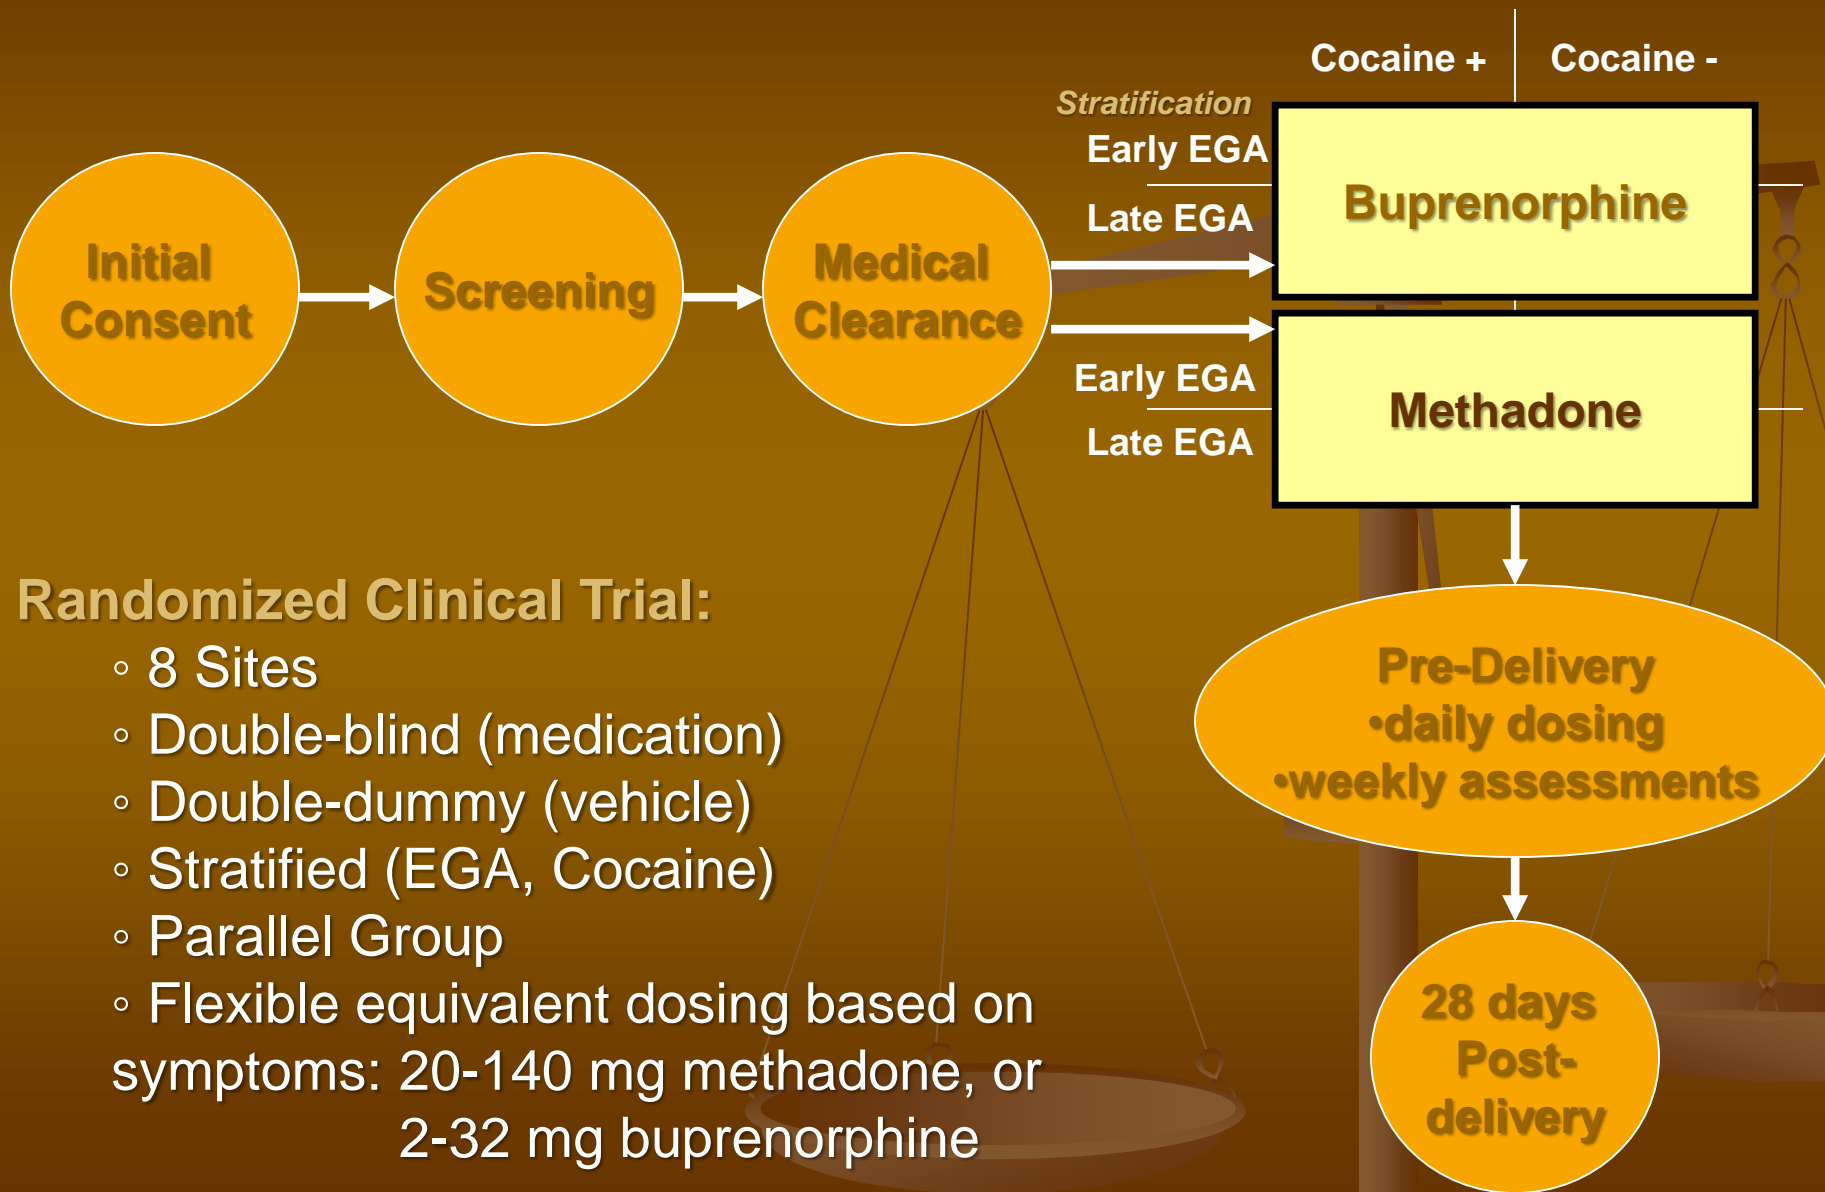 Cocaine + Cocaine -
Stratification
Early EGA
Late EGA
Buprenorphine
Initial
Consent
Screening
Medical
Clearance
Early EGA
Late EGA
Methadone
Randomized Clinical Trial:
◦ 8 Sites
◦ Double-blind (medication)
◦ Double-dummy (vehicle)
◦ Stratified (EGA, Cocaine)
◦ Parallel Group
◦ Flexible equivalent dosing based on
symptoms: 20-140 mg methadone, or
2-32 mg buprenorphine
Pre-Delivery
•daily dosing
•weekly assessments
28 days
Post-
delivery